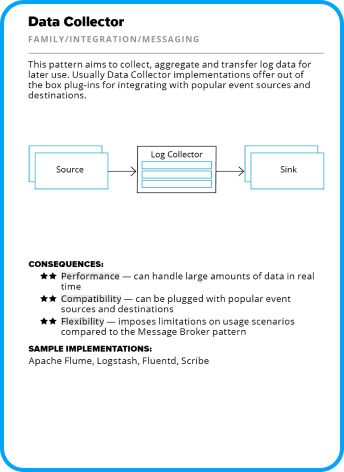 Data Collector
FAMILY/INTEGRATION/MESSAGING
This pattern aims to collect, aggregate and transfer log data for
later use. Usually Data Collector implementations offer out of
the box plug-ins for integrating with popular event sources and
destinations.
Source
Log Collector
Sink
CONSEQUENCES:
★★ Performance — can handle large amounts of data in real
time
★★ Compatibility — can be plugged with popular event
sources and destinations
★★ Flexibility — imposes limitations on usage scenarios
compared to the Message Broker pattern
SAMPLE IMPLEMENTATIONS:
Apache Flume, Logstash, Fluentd, Scribe